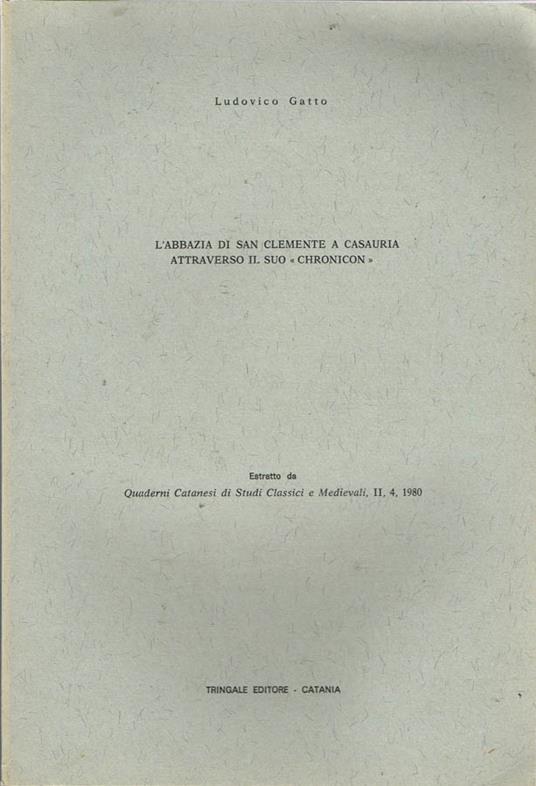 Ludovico Gatto
L'ABBAZIA DI SAN CLEMENTE A CASAURIA
ATTRAVERSO IL SUO « CHRONICON »
Estratto da
Quaderni Catanesi di Studi Classici e Medievali, II, 4, 1980
TRINGALE EDITORE - CATANIA